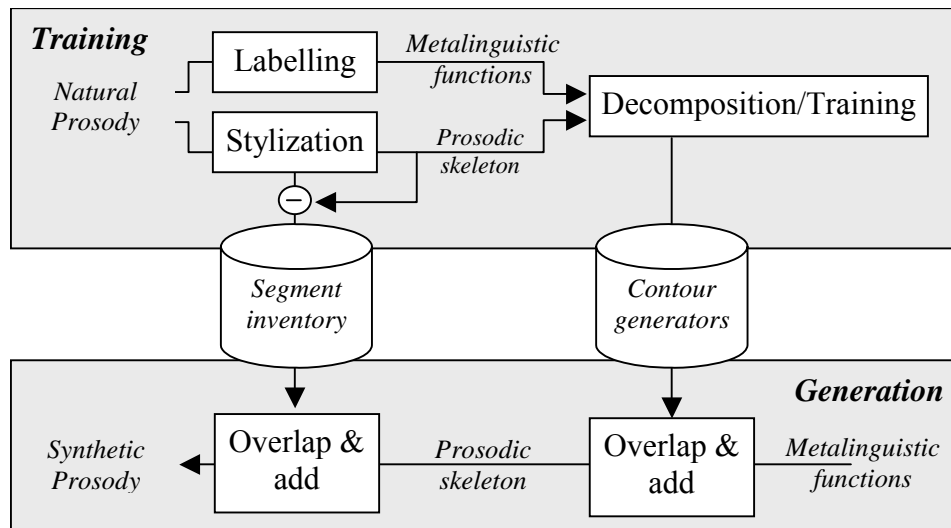 Training
Labelling
Metalinguistic
functions
Natural
Prosody
Decomposition/Training
Stylization
Prosodic
skeleton
−
Segment
inventory
Contour
generators
Generation
Synthetic
Prosody
Overlap &
add
Prosodic
skeleton
Overlap &
add
Metalinguistic
functions